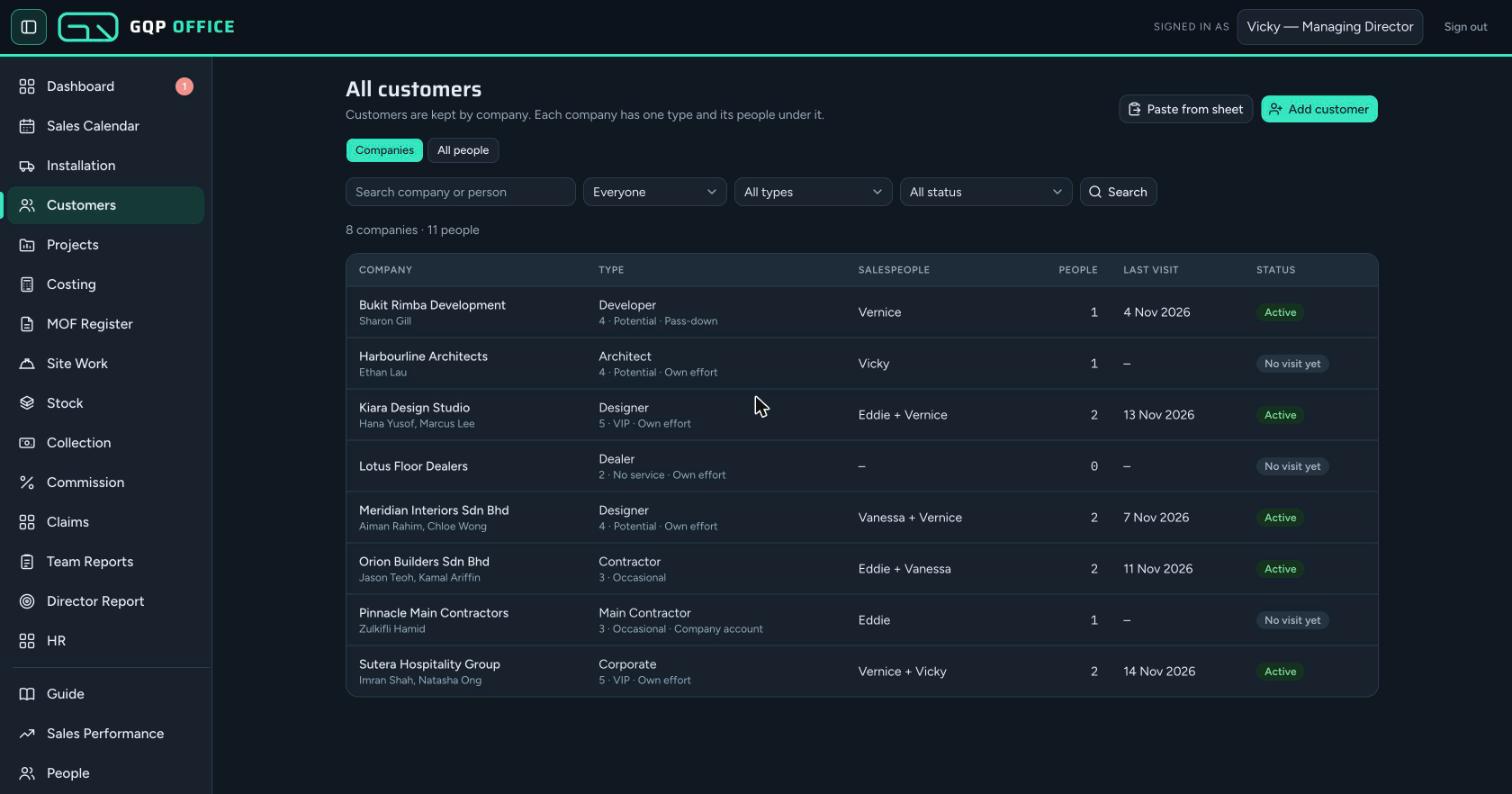 GQP OFFICE
SIGNED IN AS
Vicky — Managing Director
Sign out
Dashboard
1
Sales Calendar
Installation
Customers
Projects
Costing
MOF Register
Site Work
Stock
Collection
Commission
Claims
Team Reports
Director Report
HR
Guide
Sales Performance
People
All customers
Customers are kept by company. Each company has one type and its people under it.
Paste from sheet
Add customer
Companies
All people
Search company or person
Everyone
All types
All status
Search
8 companies · 11 people
COMPANY TYPE SALESPEOPLE PEOPLE LAST VISIT STATUS
Bukit Rimba Development Developer Vernice 1 4 Nov 2026 Active
Sharon Gill 4 · Potential · Pass-down
Harbourline Architects Architect Vicky 1 – No visit yet
Ethan Lau 4 · Potential · Own effort
Kiara Design Studio Designer Eddie + Vernice 2 13 Nov 2026 Active
Hana Yusof, Marcus Lee 5 · VIP · Own effort
Lotus Floor Dealers Dealer – 0 – No visit yet
2 · No service · Own effort
Meridian Interiors Sdn Bhd Designer Vanessa + Vernice 2 7 Nov 2026 Active
Aiman Rahim, Chloe Wong 4 · Potential · Own effort
Orion Builders Sdn Bhd Contractor Eddie + Vanessa 2 11 Nov 2026 Active
Jason Teoh, Kamal Ariffin 3 · Occasional
Pinnacle Main Contractors Main Contractor Eddie 1 – No visit yet
Zulkifli Hamid 3 · Occasional · Company account
Sutera Hospitality Group Corporate Vernice + Vicky 2 14 Nov 2026 Active
Imran Shah, Natasha Ong 5 · VIP · Own effort